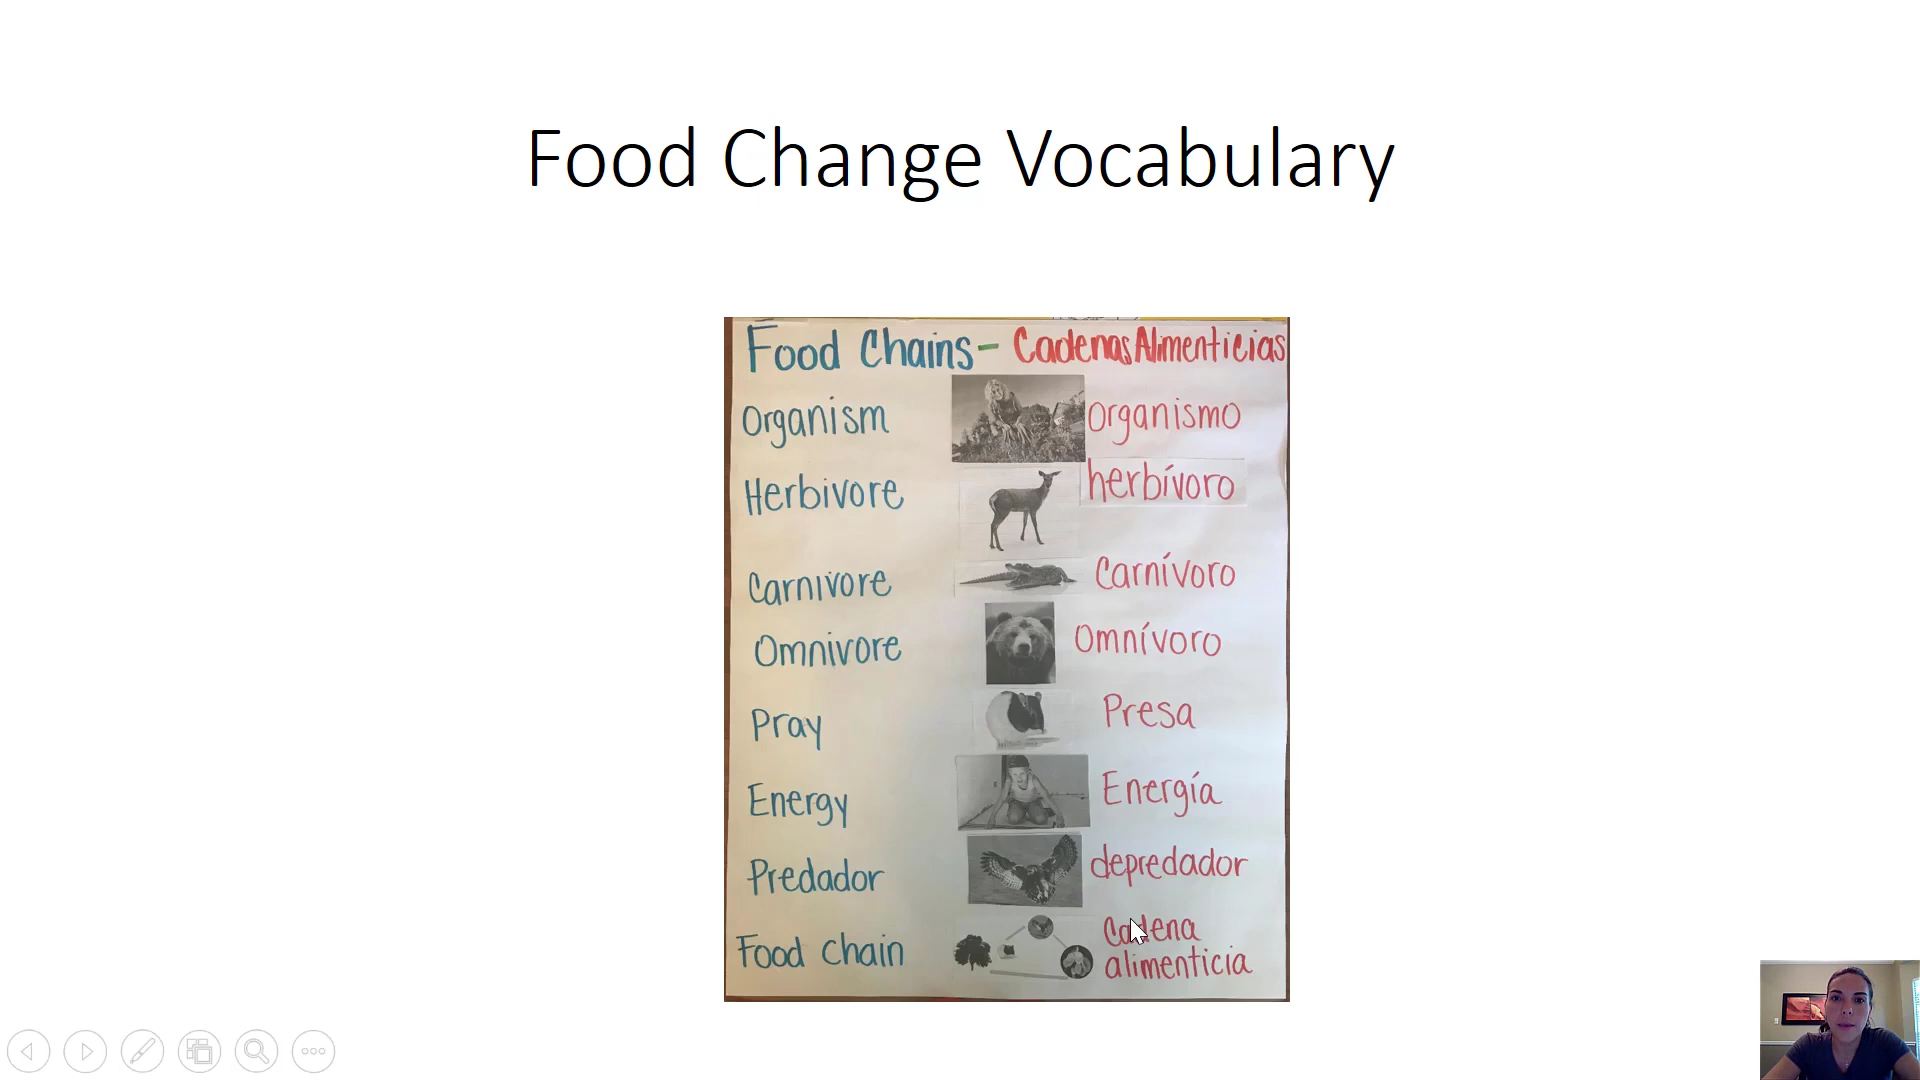 Food Change Vocabulary
Food Chains - Cadenas Alimenticias
Organism organismo
Herbivore herbívoro
Carnivore Carnívoro
Omnivore Omnívoro
Pray Presa
Energy Energía
Predador depredador
Food chain Cadena
alimenticia